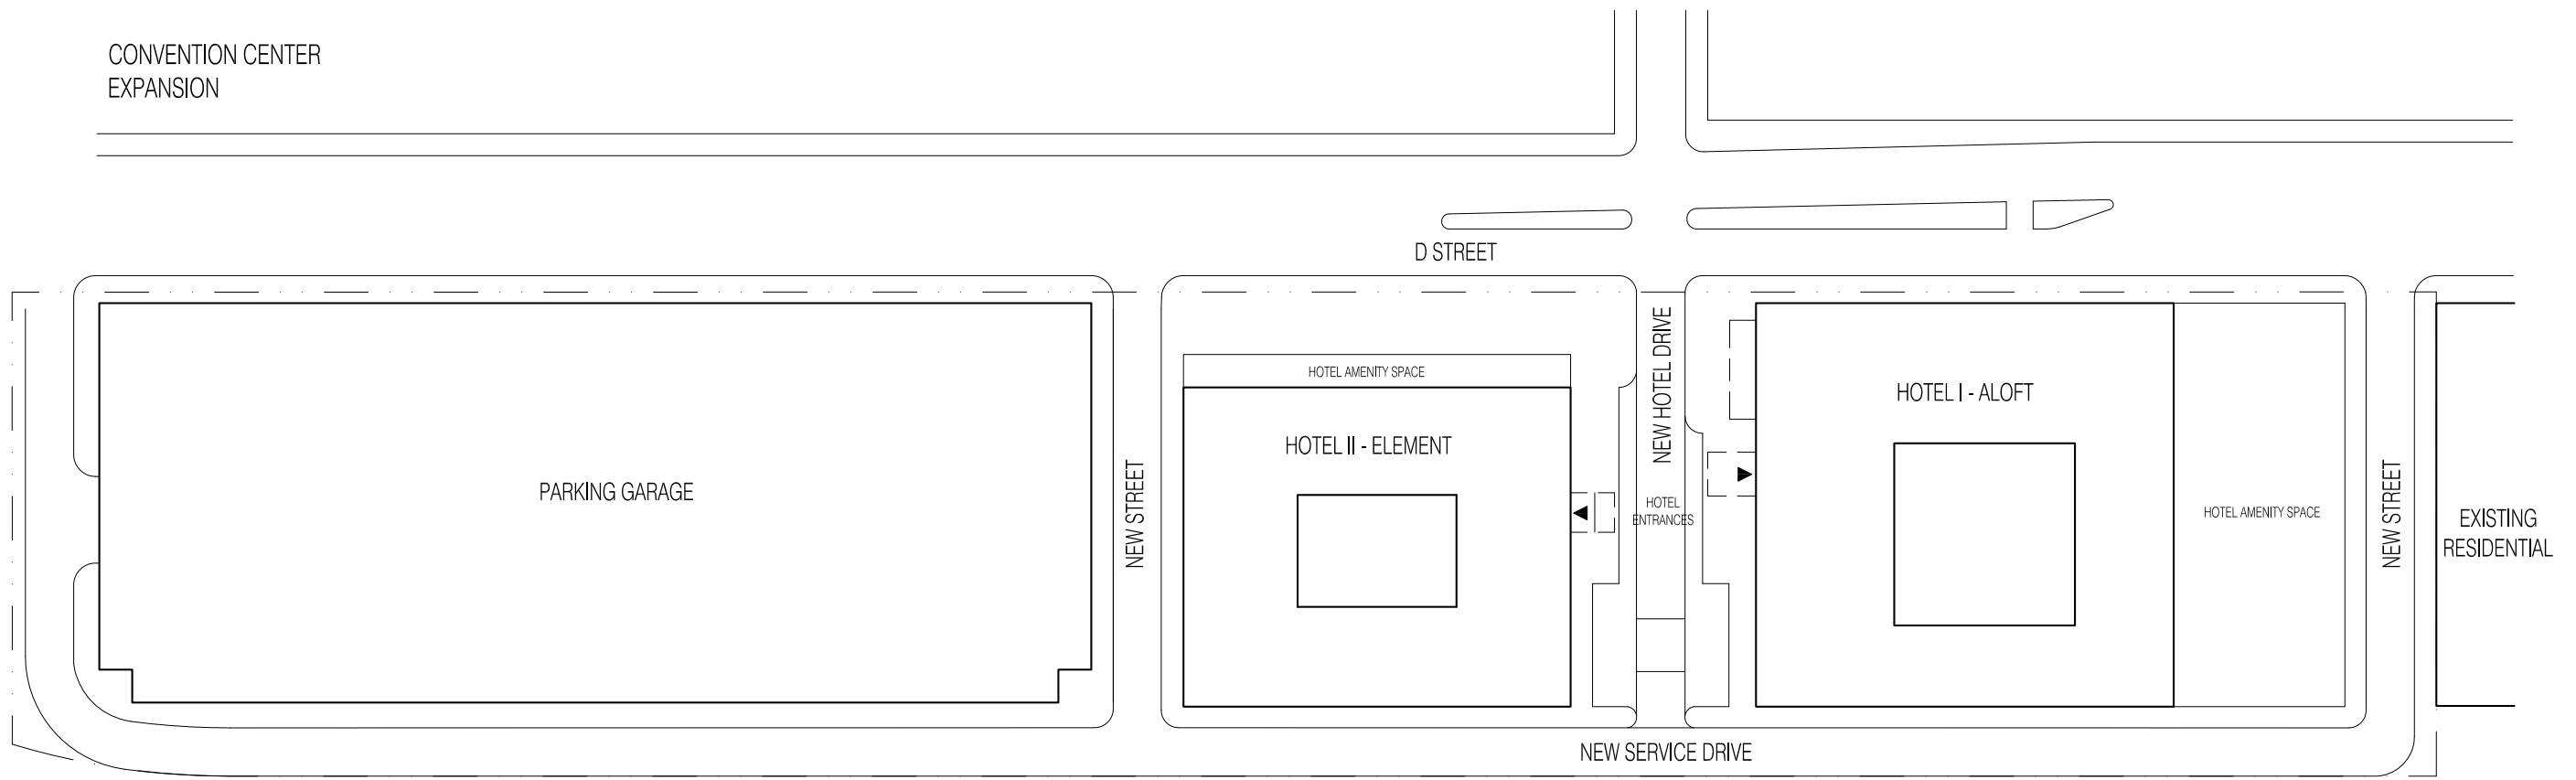 CONVENTION CENTER
EXPANSION
D STREET
NEW HOTEL DRIVE
HOTEL AMENITY SPACE
HOTEL I - ALOFT
HOTEL II - ELEMENT
PARKING GARAGE
NEW STREET
HOTEL
ENTRANCES
HOTEL AMENITY SPACE
NEW STREET
EXISTING
RESIDENTIAL
NEW SERVICE DRIVE